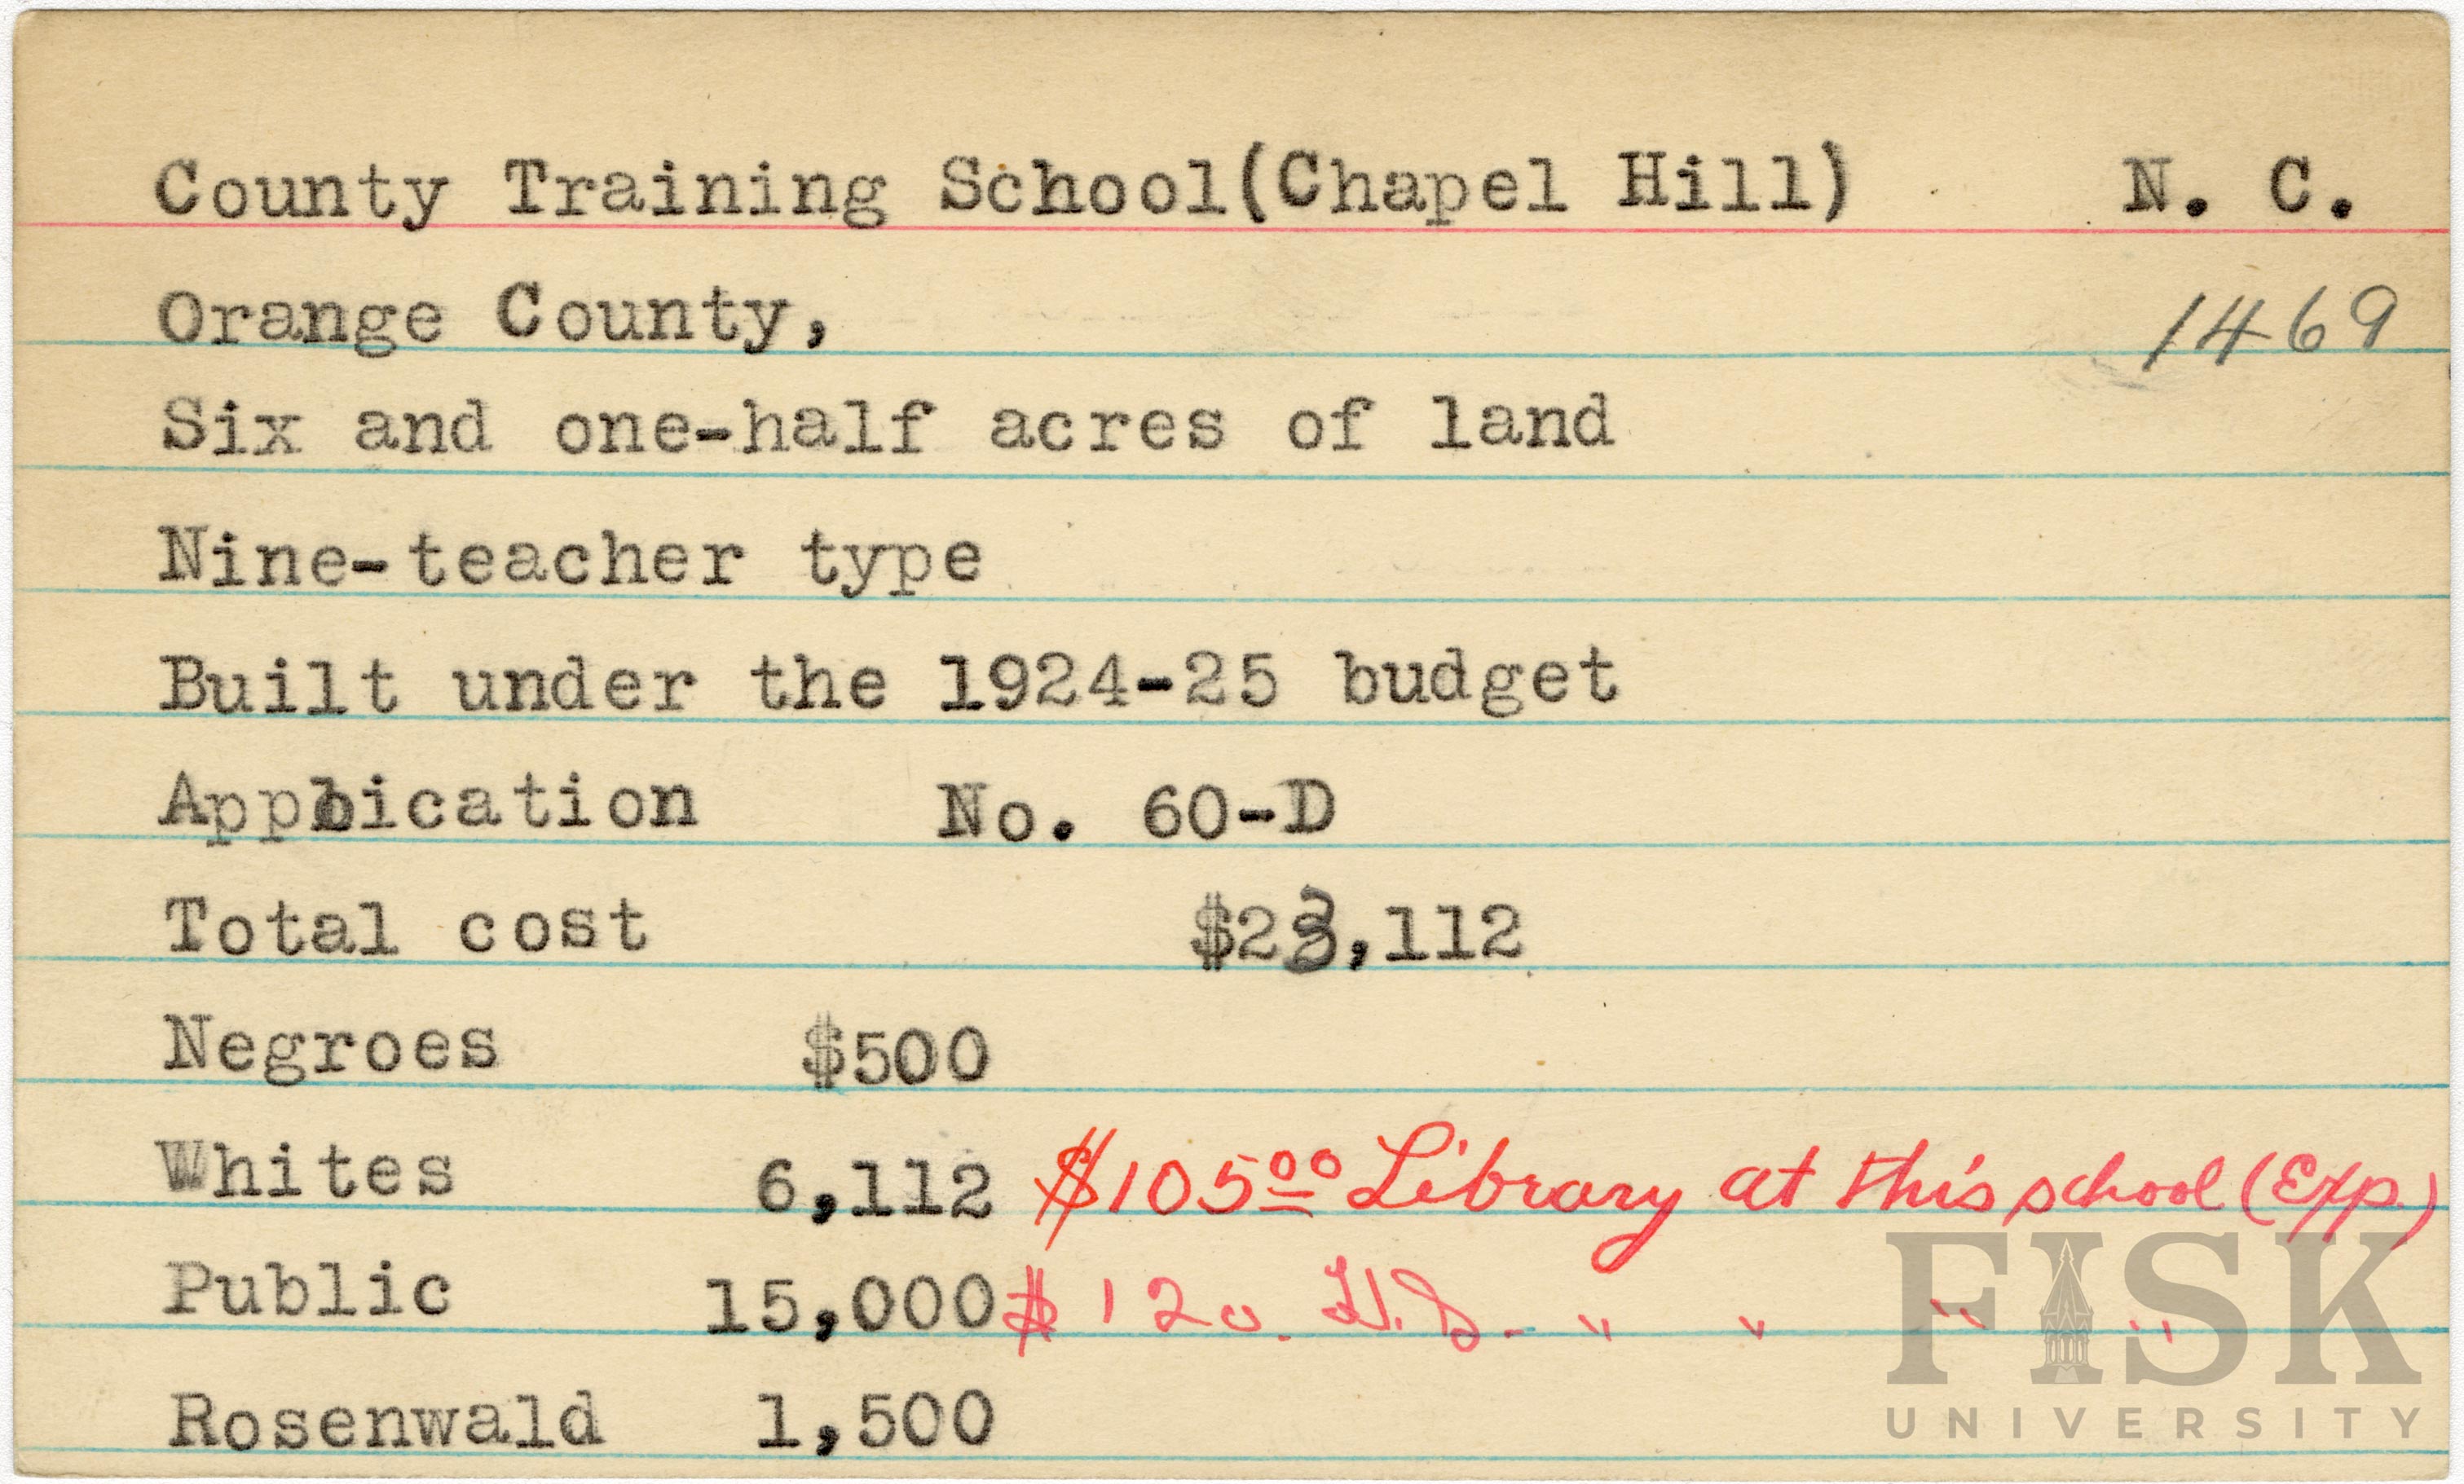 County Training School(Chapel Hill) N. C.
Orange County, 1469
Six and one-half acres of land
Nine-teacher type
Built under the 1924-25 budget
Application No. 60-D
Total cost $23,112
Negroes $500
Whites 6,112 $105.00 Library at this school (Exp.)
Public 15,000 $120. H.S. " " " "
Rosenwald 1,500
FISK
UNIVERSITY